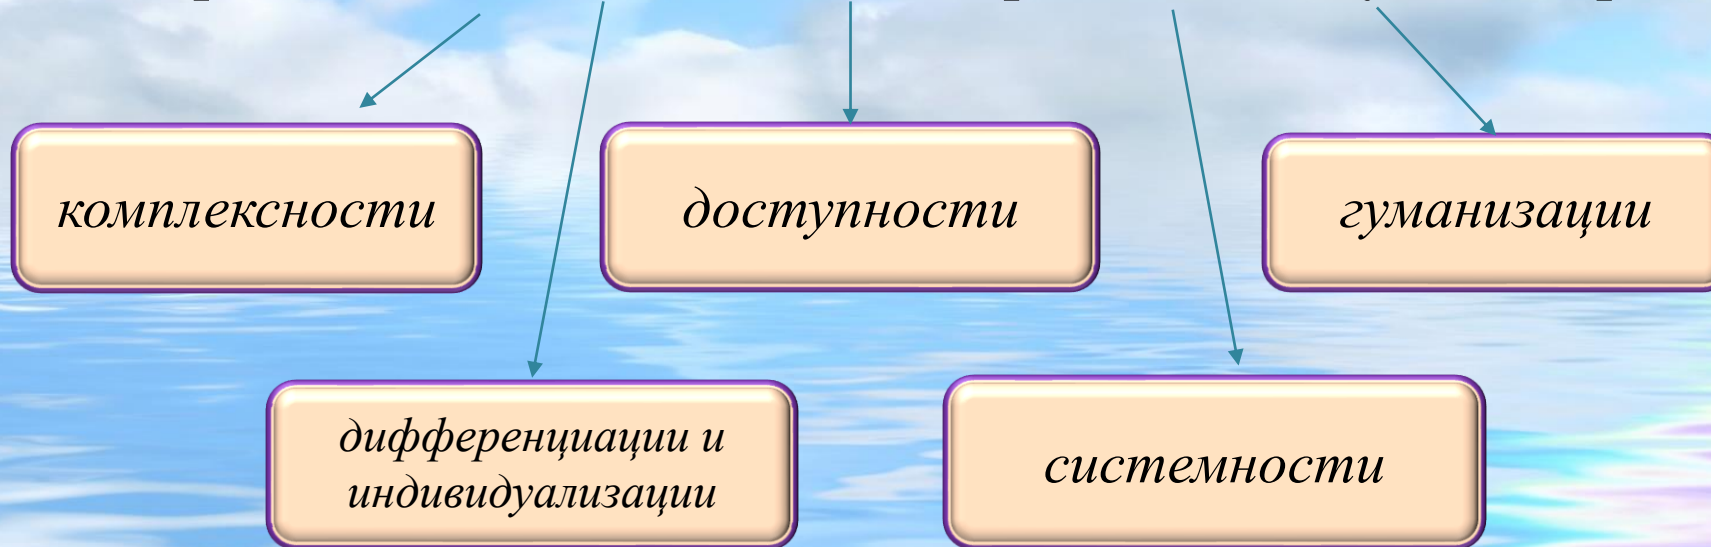 комплексности
доступности
гуманизации
дифференциации и
индивидуализации
системности